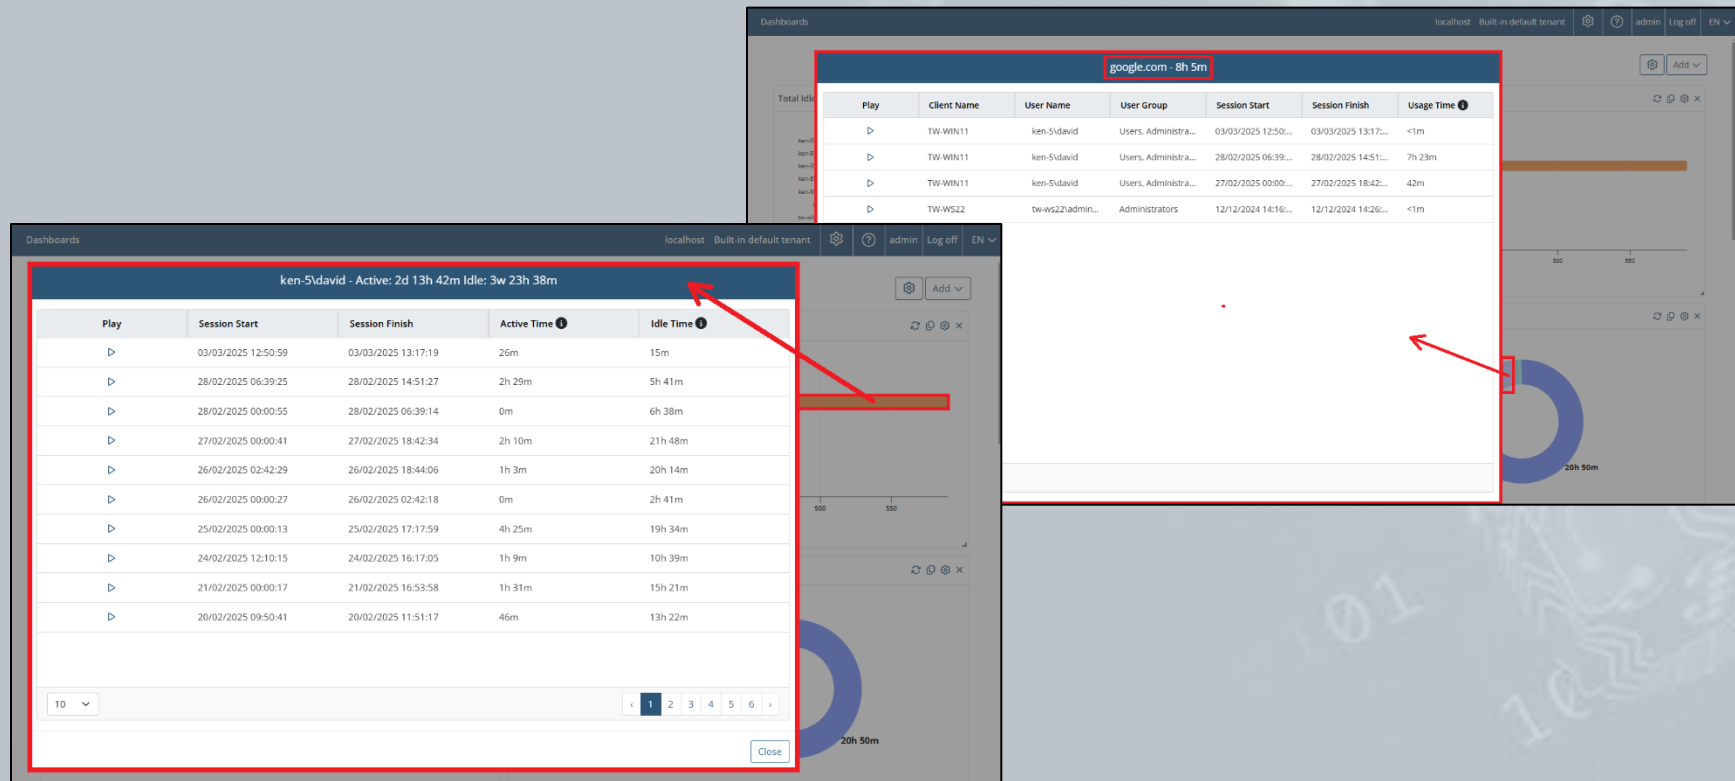 Dashboards localhost Built-in default tenant admin Log off EN
google.com - 8h 5m
Add
Total Idle
Play Client Name User Name User Group Session Start Session Finish Usage Time
TW-WIN11 ken-5\david Users, Administra... 03/03/2025 12:50:... 03/03/2025 13:17:... <1m
TW-WIN11 ken-5\david Users, Administra... 28/02/2025 06:39:... 28/02/2025 14:51:... 7h 23m
TW-WIN11 ken-5\david Users, Administra... 27/02/2025 00:00:... 27/02/2025 18:42:... 42m
TW-WS22 tw-ws22\admin... Administrators 12/12/2024 14:16:... 12/12/2024 14:26:... <1m
500 550
20h 50m
Dashboards localhost Built-in default tenant admin Log off EN
ken-5\david - Active: 2d 13h 42m Idle: 3w 23h 38m
Add
Play Session Start Session Finish Active Time Idle Time
03/03/2025 12:50:59 03/03/2025 13:17:19 26m 15m
28/02/2025 06:39:25 28/02/2025 14:51:27 2h 29m 5h 41m
28/02/2025 00:00:55 28/02/2025 06:39:14 0m 6h 38m
27/02/2025 00:00:41 27/02/2025 18:42:34 2h 10m 21h 48m
26/02/2025 02:42:29 26/02/2025 18:44:06 1h 3m 20h 14m
26/02/2025 00:00:27 26/02/2025 02:42:18 0m 2h 41m
25/02/2025 00:00:13 25/02/2025 17:17:59 4h 25m 19h 34m
24/02/2025 12:10:15 24/02/2025 16:17:05 1h 9m 10h 39m
21/02/2025 00:00:17 21/02/2025 16:53:58 1h 31m 15h 21m
20/02/2025 09:50:41 20/02/2025 11:51:17 46m 13h 22m
500 550
10 ‹ 1 2 3 4 5 6 ›
20h 50m
Close
101
10